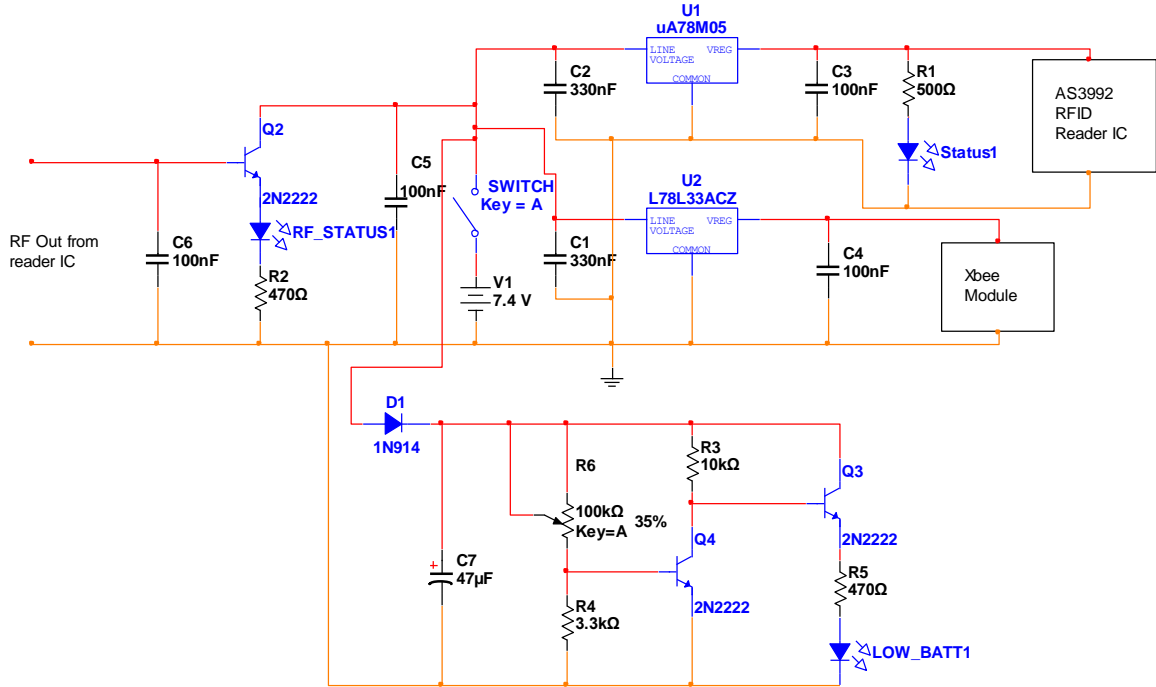 U1
uA78M05
LINE
VOLTAGE
VREG
COMMON
C2
330nF
C3
100nF
R1
500Ω
Status1
AS3992
RFID
Reader IC
Q2
2N2222
C5
100nF
SWITCH
Key = A
U2
L78L33ACZ
LINE
VOLTAGE
VREG
COMMON
RF Out from
reader IC
C6
100nF
RF_STATUS1
R2
470Ω
V1
7.4 V
C1
330nF
C4
100nF
Xbee
Module
D1
1N914
R6
100kΩ
Key=A
35%
R3
10kΩ
Q3
2N2222
Q4
2N2222
+
C7
47µF
R4
3.3kΩ
R5
470Ω
LOW_BATT1